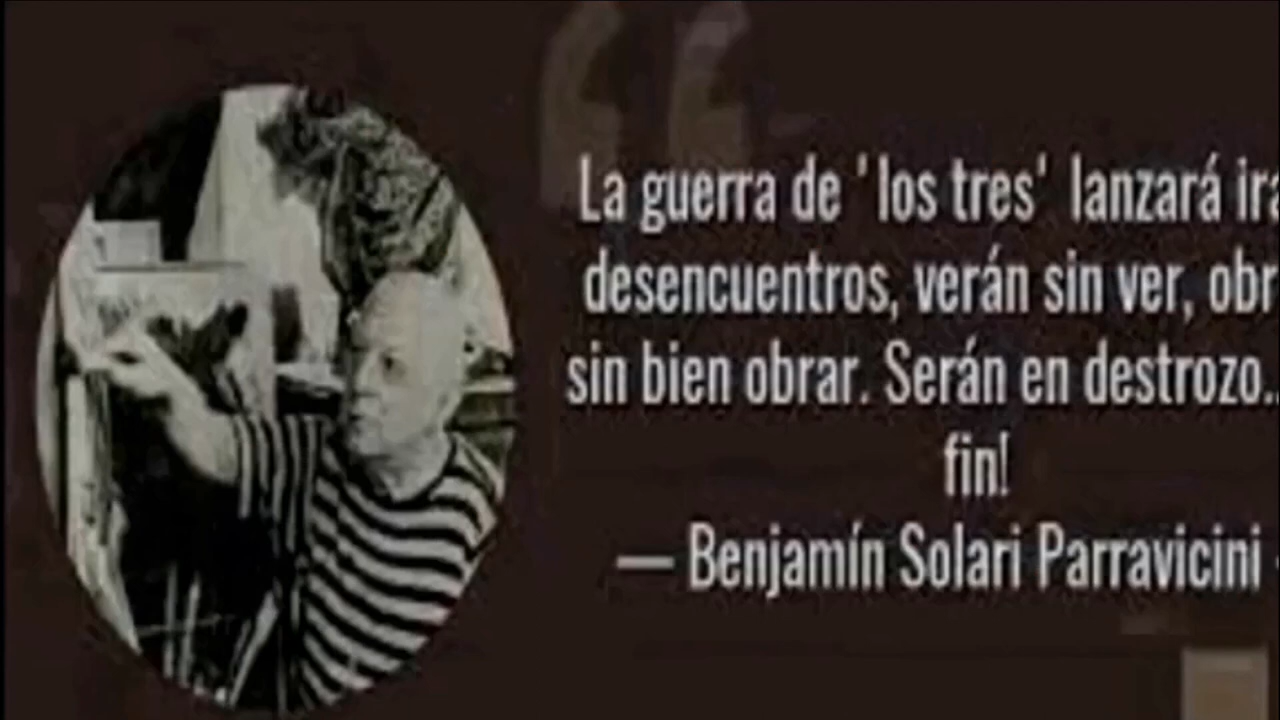 La guerra de 'los tres' lanzará
desencuentros, verán sin ver,
sin bien obrar. Serán en destrozo..
fin!
— Benjamín Solari Parravicini